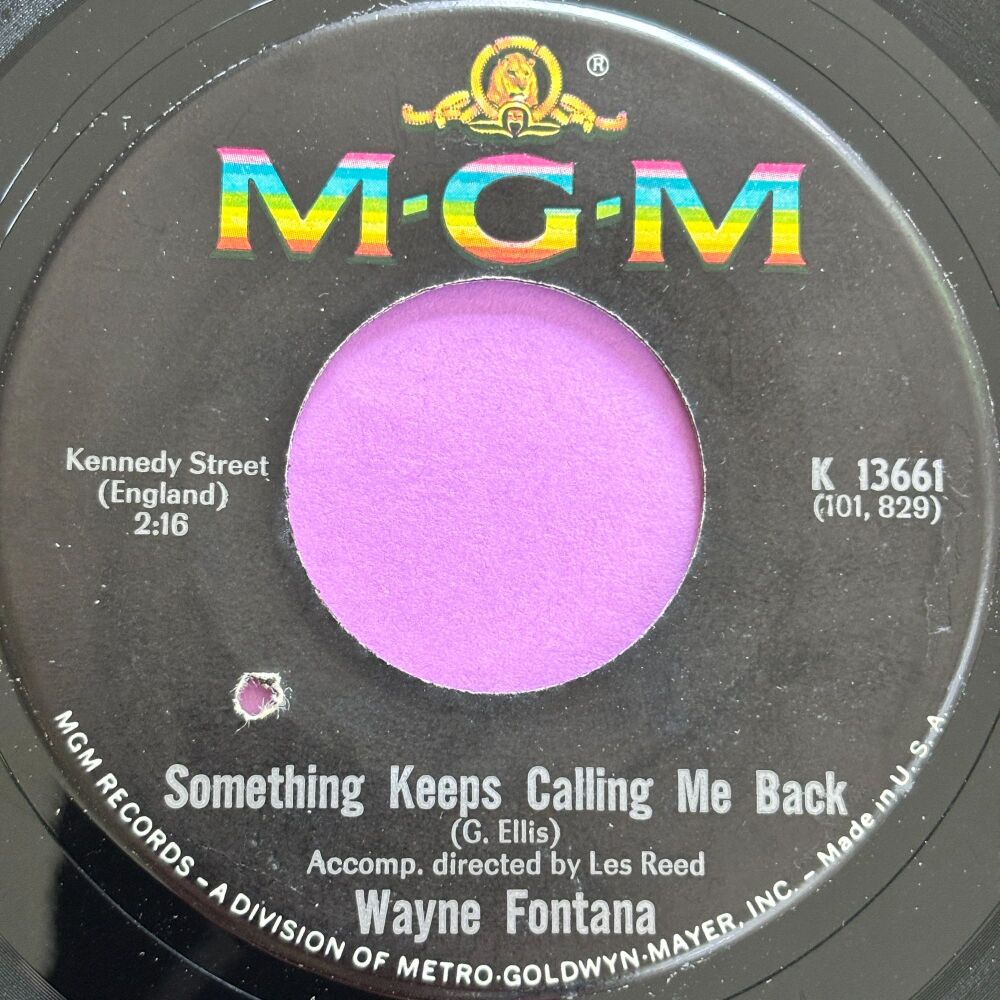 ®
M-G-M
Kennedy Street
(England)
2:16
K 13661
(101, 829)
Something Keeps Calling Me Back
(G. Ellis)
Accomp. directed by Les Reed
Wayne Fontana
MGM RECORDS - A DIVISION OF METRO-GOLDWYN-MAYER, INC. - Made in U. S. A.